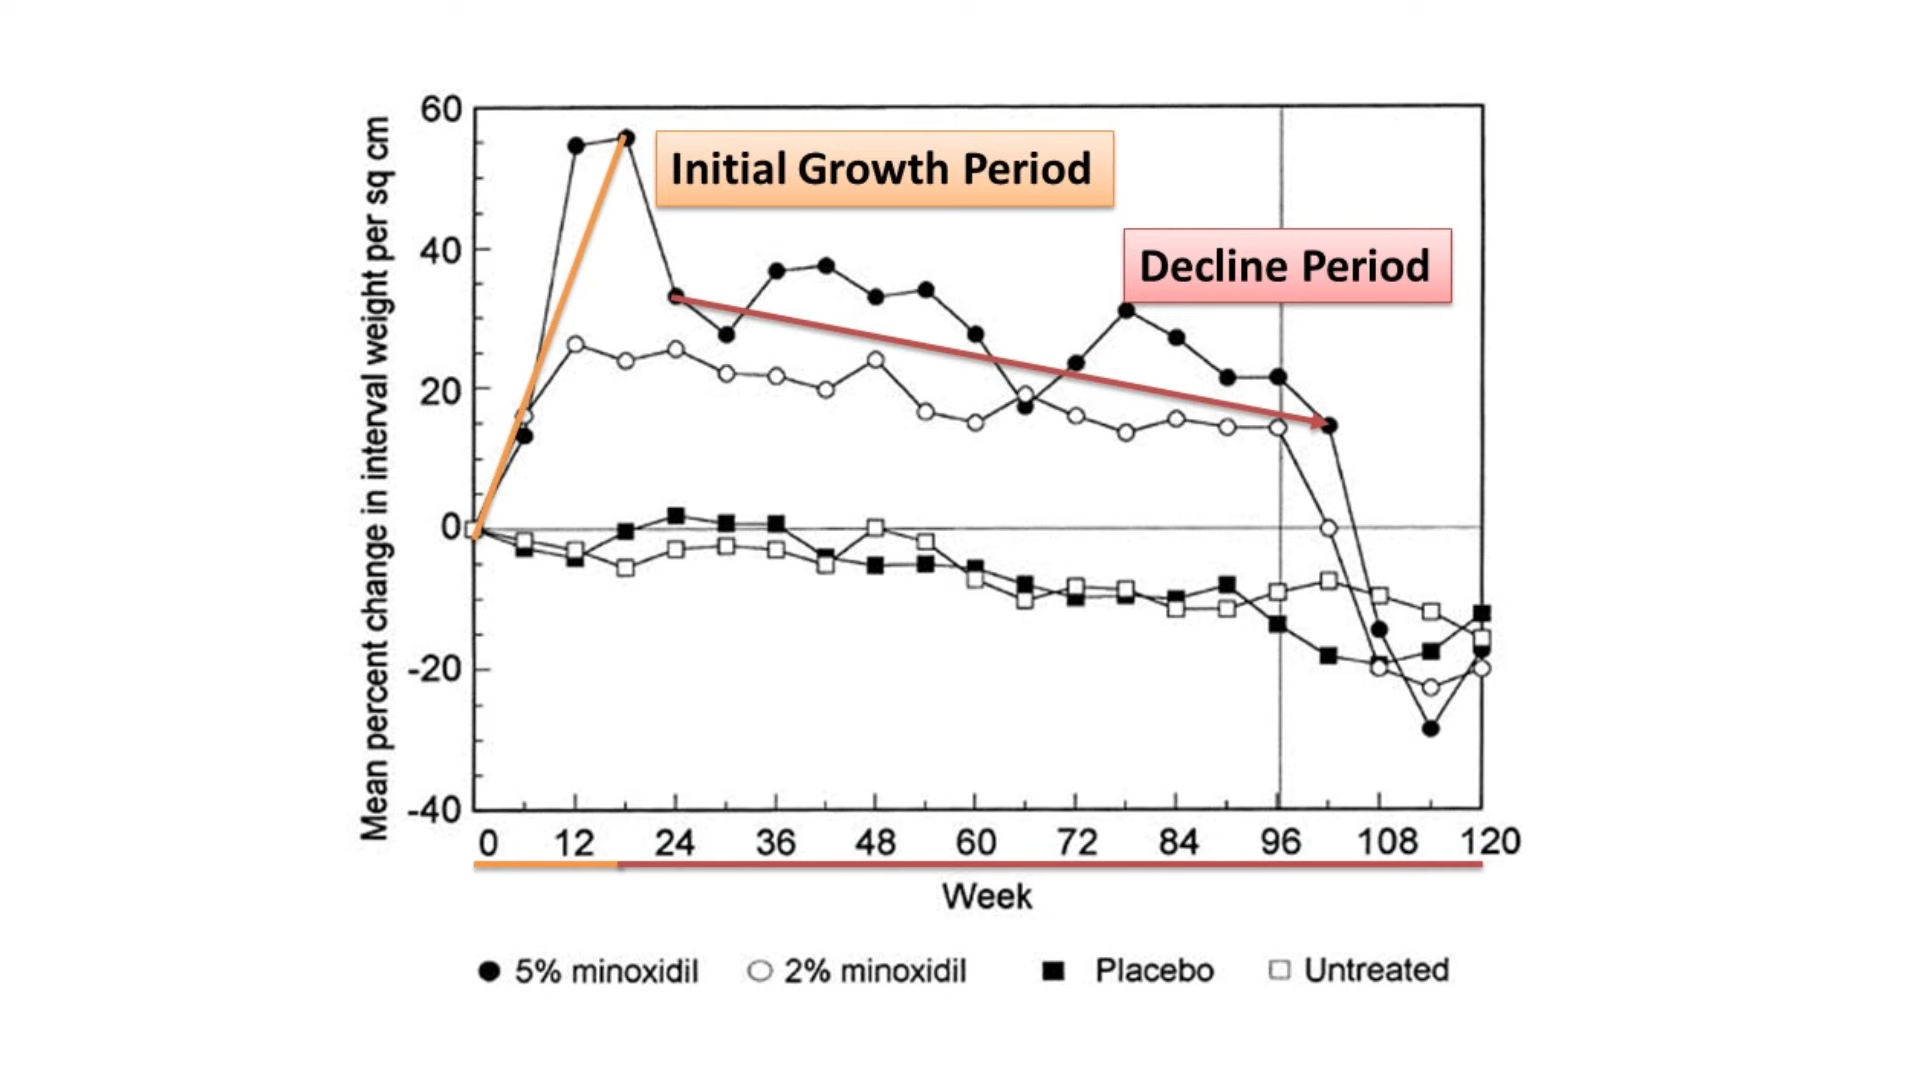 Initial Growth Period
Decline Period
Mean percent change in interval weight per sq cm
60
40
20
0
-20
-40
0 12 24 36 48 60 72 84 96 108 120
Week
5% minoxidil 2% minoxidil Placebo Untreated